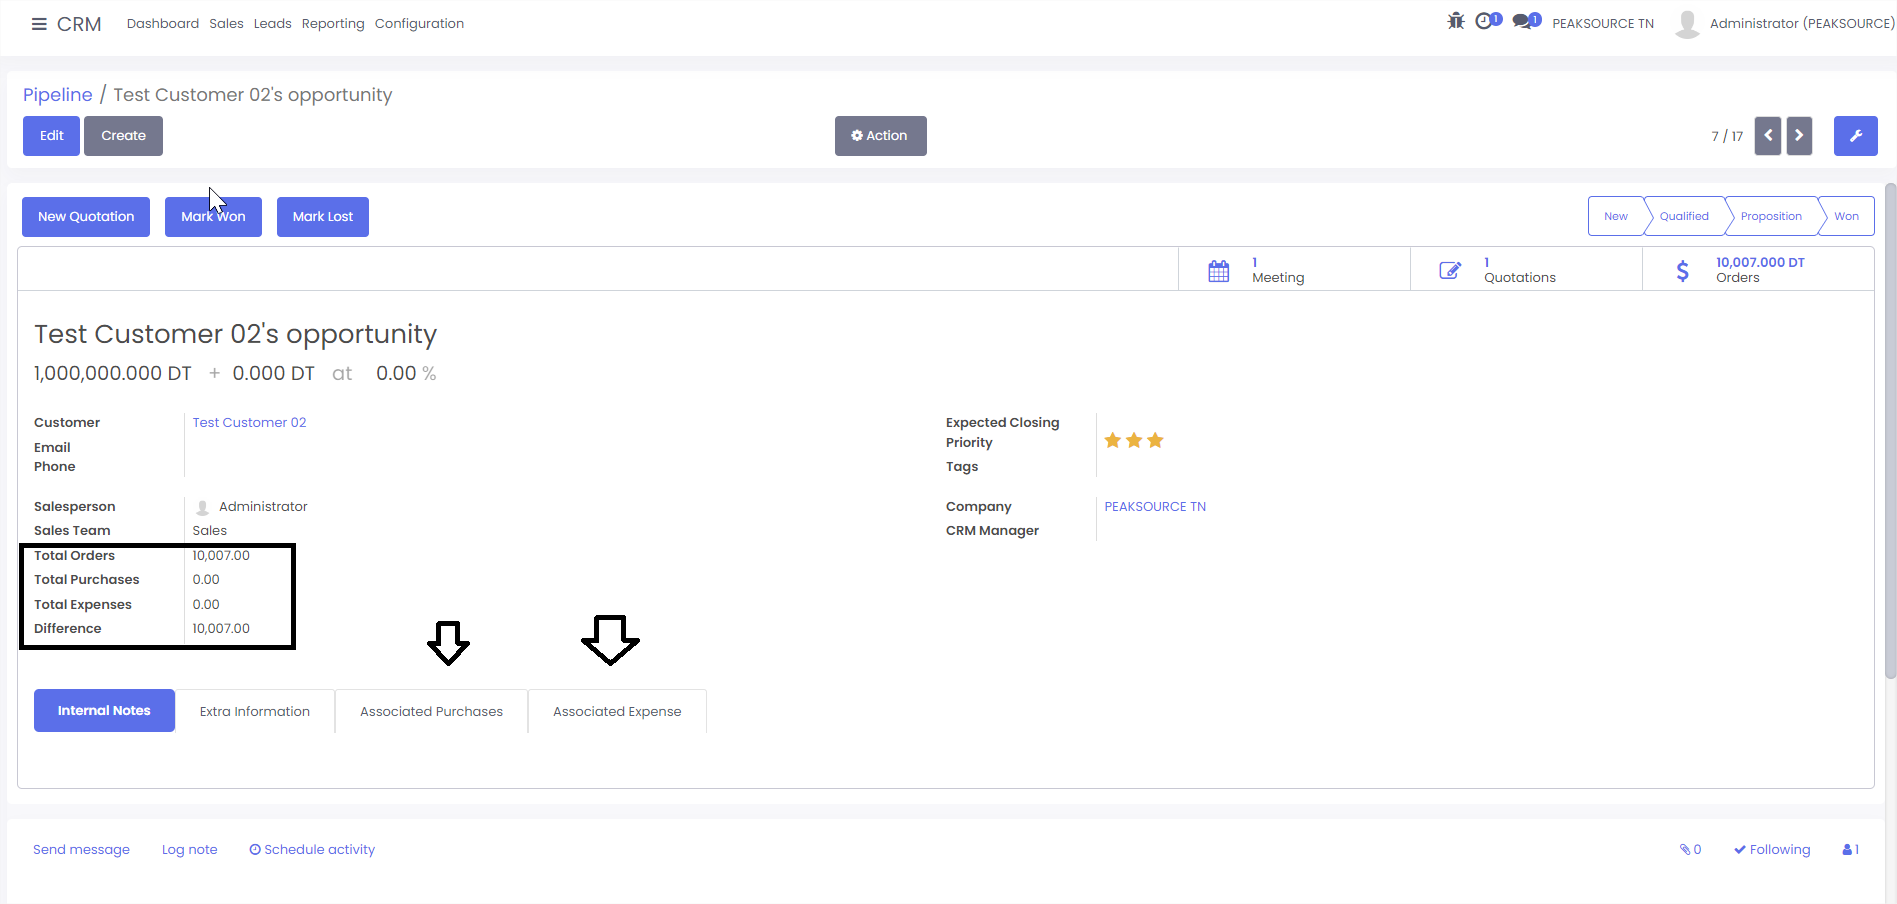 CRM Dashboard Sales Leads Reporting Configuration 1 1 PEAKSOURCE TN Administrator (PEAKSOURCE)
Pipeline / Test Customer 02's opportunity
Edit Create Action 7 / 17
New Quotation Mark Won Mark Lost New Qualified Proposition Won
1 Meeting
1 Quotations
10,007.000 DT Orders
Test Customer 02's opportunity
1,000,000.000 DT + 0.000 DT at 0.00 %
Customer Test Customer 02
Email
Phone
Expected Closing
Priority
Tags
Salesperson Administrator
Sales Team Sales
Total Orders 10,007.00
Total Purchases 0.00
Total Expenses 0.00
Difference 10,007.00
Company PEAKSOURCE TN
CRM Manager
Internal Notes Extra Information Associated Purchases Associated Expense
Send message Log note Schedule activity 0 Following 1